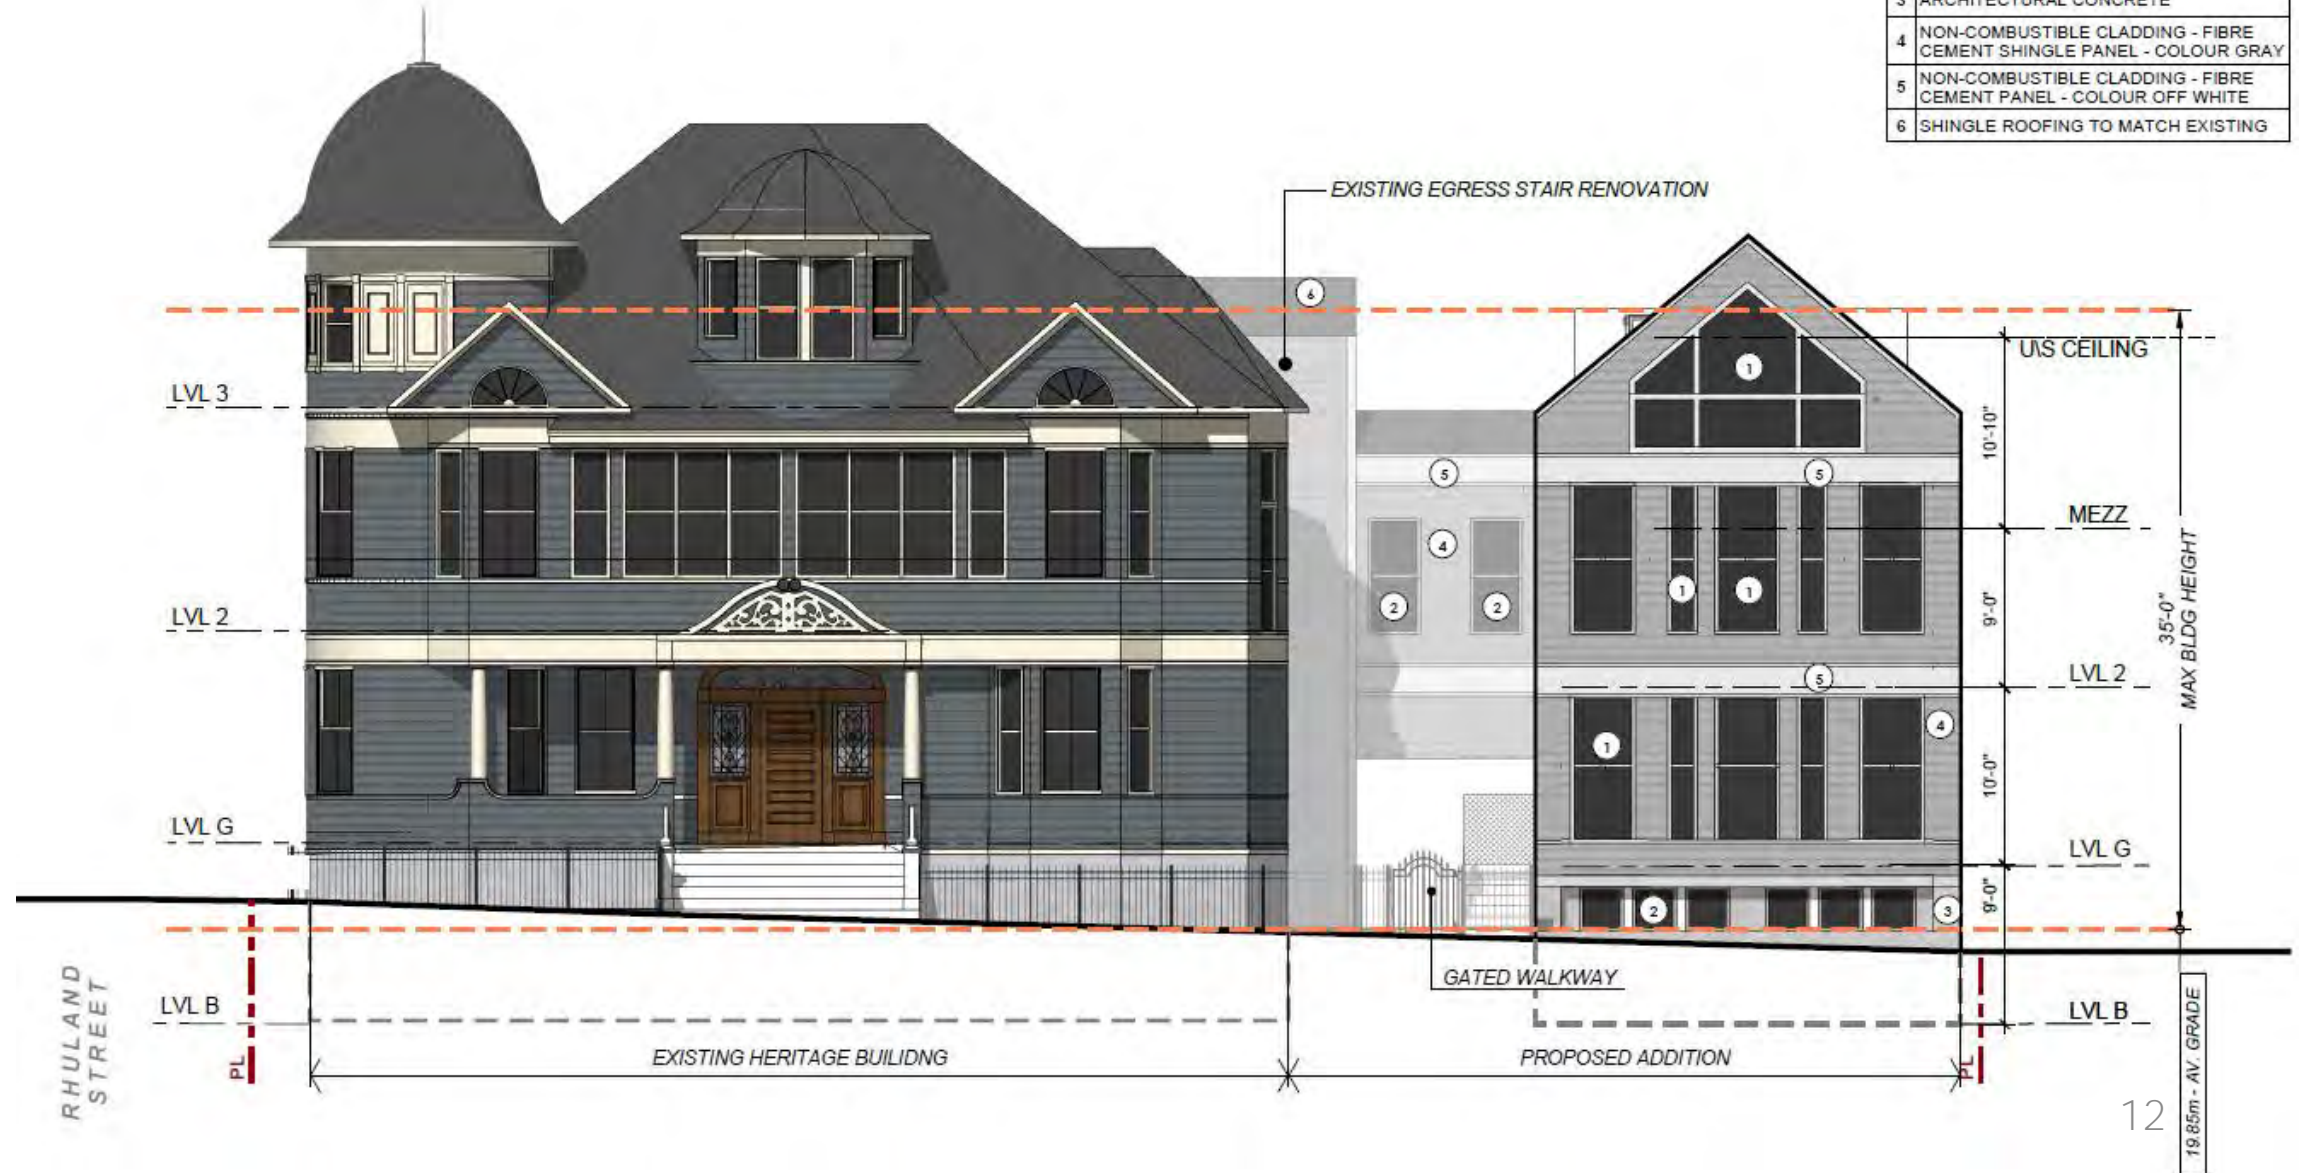 3 ARCHITECTURAL CONCRETE
4 NON-COMBUSTIBLE CLADDING - FIBRE
CEMENT SHINGLE PANEL - COLOUR GRAY
5 NON-COMBUSTIBLE CLADDING - FIBRE
CEMENT PANEL - COLOUR OFF WHITE
6 SHINGLE ROOFING TO MATCH EXISTING
EXISTING EGRESS STAIR RENOVATION
6
U\S CEILING
1
LVL 3
10'-10"
5
5
MEZZ
4
35'-0"
MAX BLDG HEIGHT
1
1
2
2
9'-0"
LVL 2
LVL 2
5
4
1
10'-0"
LVL G
LVL G
9'-0"
2
3
GATED WALKWAY
RHULAND
STREET
LVL B
LVL B
PL
EXISTING HERITAGE BUILIDNG
PROPOSED ADDITION
PL
19.85m - AV. GRADE
12